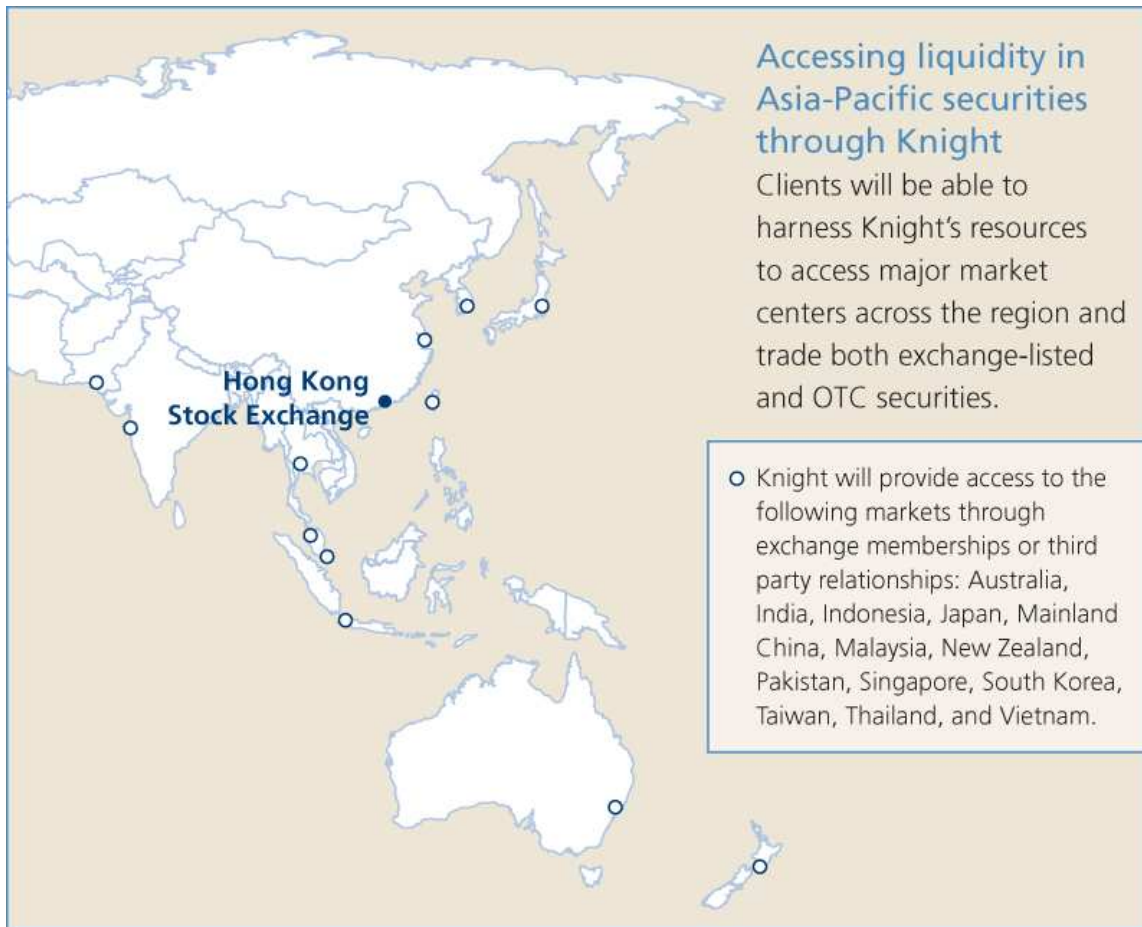 Accessing liquidity in
Asia-Pacific securities
through Knight
Clients will be able to
harness Knight’s resources
to access major market
centers across the region and
trade both exchange-listed
and OTC securities.
Hong Kong
Stock Exchange
Knight will provide access to the
following markets through
exchange memberships or third
party relationships: Australia,
India, Indonesia, Japan, Mainland
China, Malaysia, New Zealand,
Pakistan, Singapore, South Korea,
Taiwan, Thailand, and Vietnam.